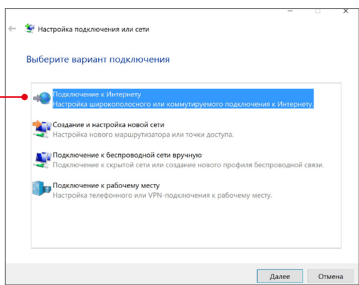 Настройка подключения или сети
Выберите вариант подключения
Подключение к Интернету
Настройка широкополосного или коммутируемого подключения к Интернету.
Создание и настройка новой сети
Настройка нового маршрутизатора или точки доступа.
Подключение к беспроводной сети вручную
Подключение к скрытой сети или создание нового профиля беспроводной связи.
Подключение к рабочему месту
Настройка телефонного или VPN-подключения к рабочему месту.
Далее Отмена